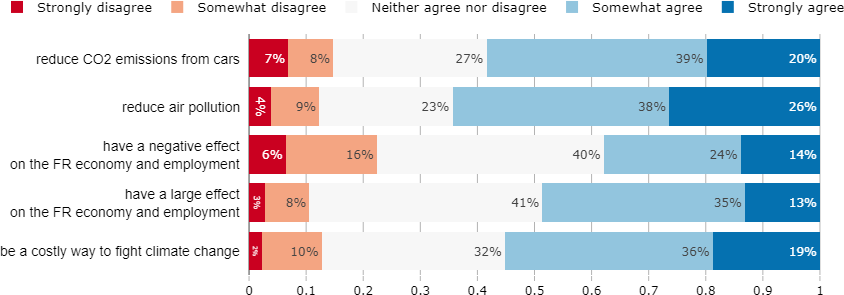 Strongly disagree Somewhat disagree Neither agree nor disagree Somewhat agree Strongly agree
reduce CO2 emissions from cars 7% 8% 27% 39% 20%
reduce air pollution 4% 9% 23% 38% 26%
have a negative effect
on the FR economy and employment 6% 16% 40% 24% 14%
have a large effect
on the FR economy and employment 3% 8% 41% 35% 13%
be a costly way to fight climate change 2% 10% 32% 36% 19%
0 0.1 0.2 0.3 0.4 0.5 0.6 0.7 0.8 0.9 1